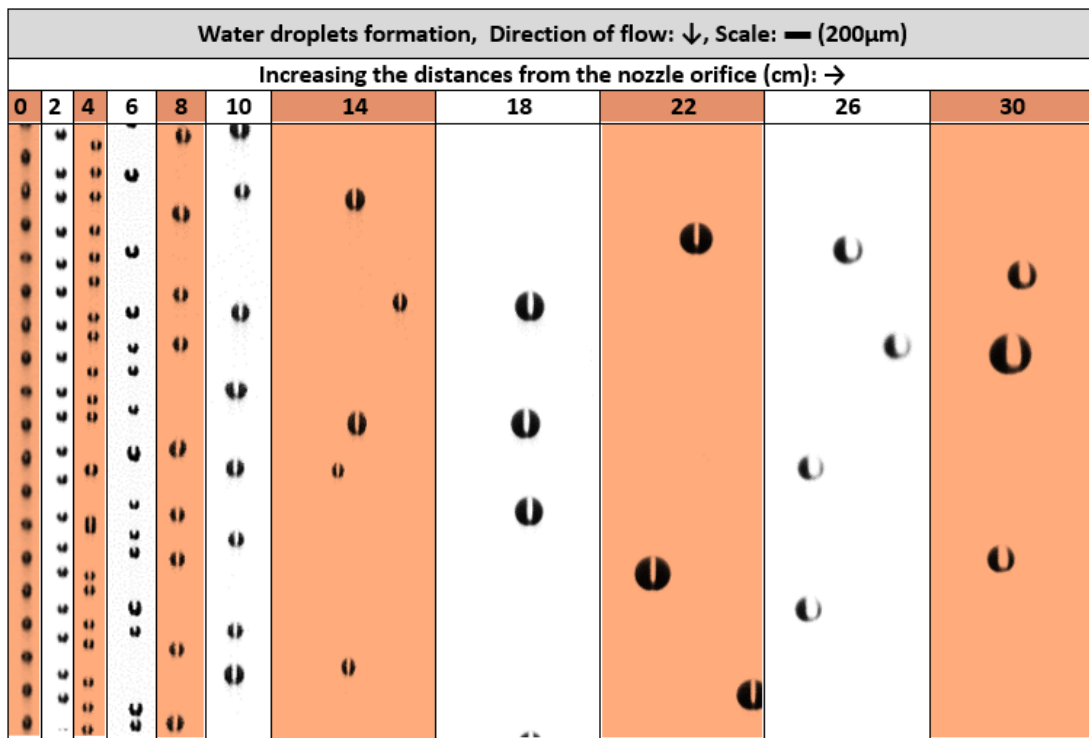 Water droplets formation, Direction of flow: ↓, Scale: ▬ (200µm)
Increasing the distances from the nozzle orifice (cm): →
0 2 4 6 8 10 14 18 22 26 30